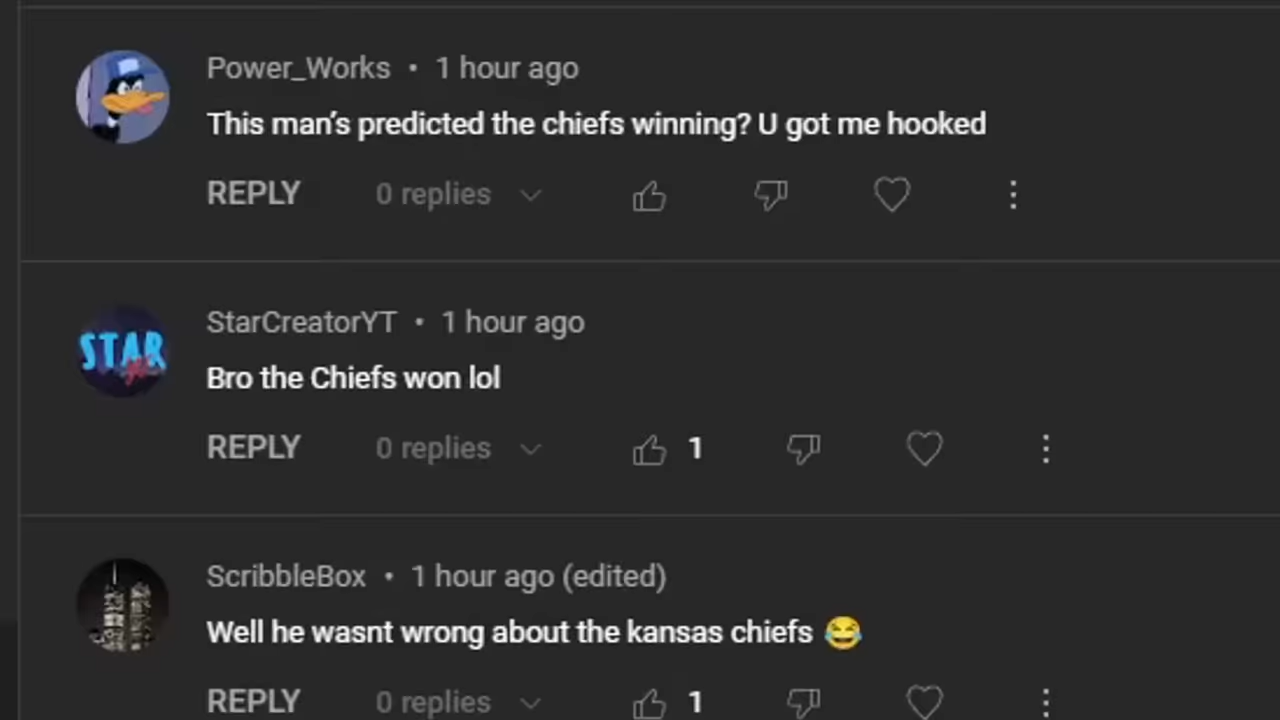 Power_Works • 1 hour ago
This man's predicted the chiefs winning? U got me hooked
REPLY 0 replies
STAR
StarCreatorYT • 1 hour ago
Bro the Chiefs won lol
REPLY 0 replies 1
ScribbleBox • 1 hour ago (edited)
Well he wasnt wrong about the kansas chiefs 😂
REPLY 0 replies 1